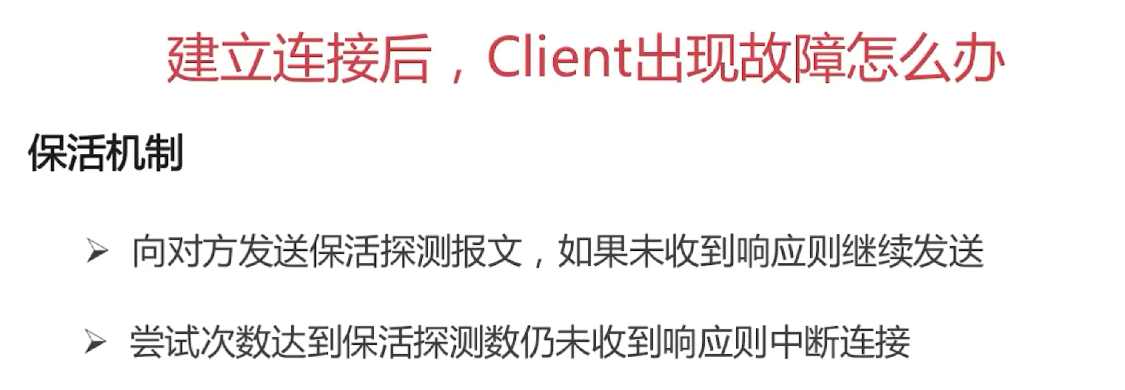 建立连接后，Client出现故障怎么办
保活机制
➢ 向对方发送保活探测报文，如果未收到响应则继续发送
➢ 尝试次数达到保活探测数仍未收到响应则中断连接